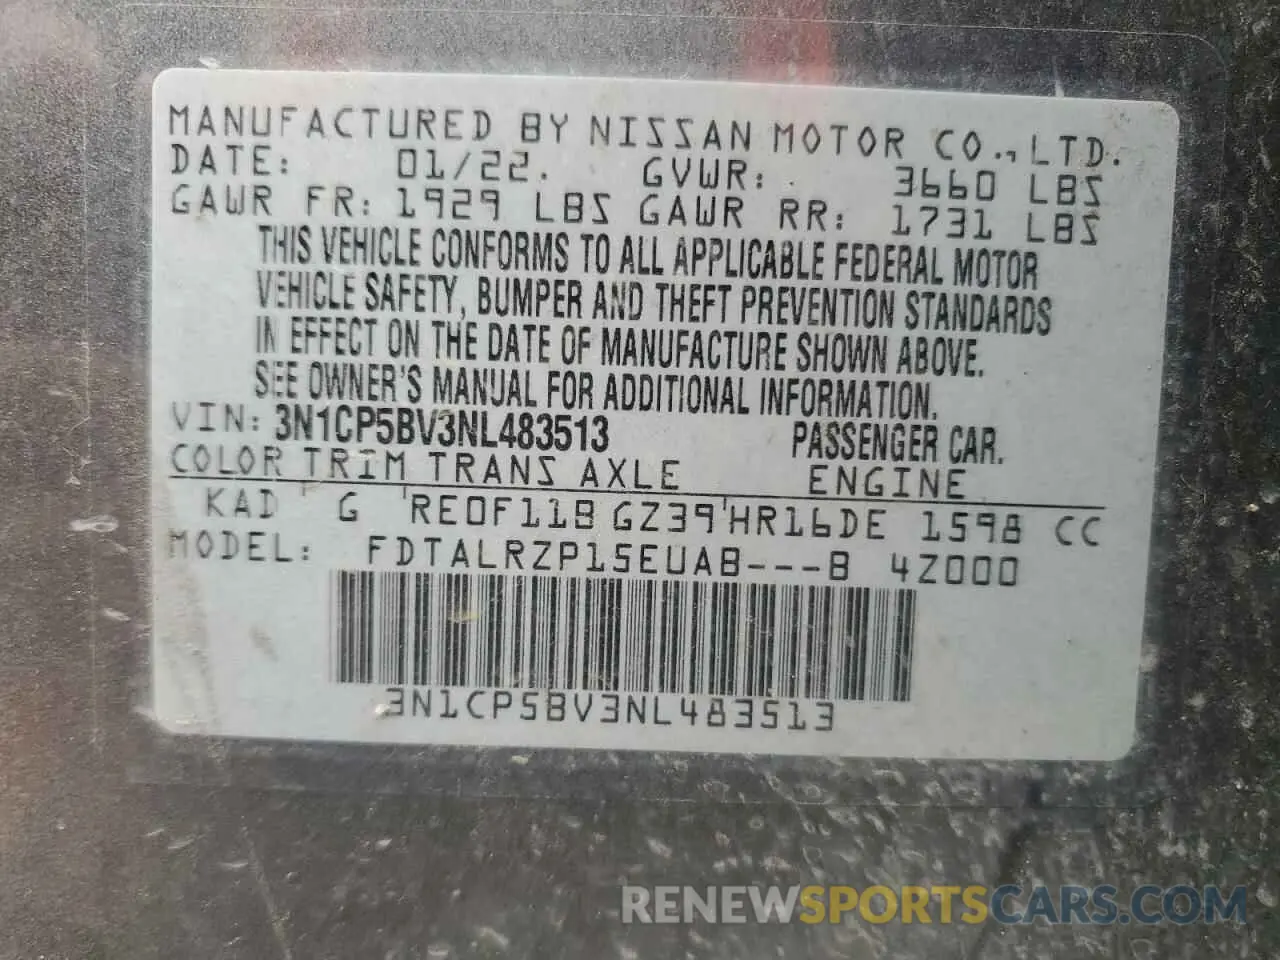 MANUFACTURED BY NISSAN MOTOR CO., LTD.
DATE: 01/22. GVWR: 3660 LBS
GAWR FR: 1929 LBS GAWR RR: 1731 LBS
THIS VEHICLE CONFORMS TO ALL APPLICABLE FEDERAL MOTOR
VEHICLE SAFETY, BUMPER AND THEFT PREVENTION STANDARDS
IN EFFECT ON THE DATE OF MANUFACTURE SHOWN ABOVE.
SEE OWNER'S MANUAL FOR ADDITIONAL INFORMATION.
VIN: 3N1CP5BV3NL483513 PASSENGER CAR.
COLOR TRIM TRANS AXLE ENGINE
KAD G RE0F11B GZ39 HR16DE 1598 CC
MODEL: FDTALRZP15EUAB---B 4Z000
3N1CP5BV3NL483513
RENEWSPORTSCARS.COM